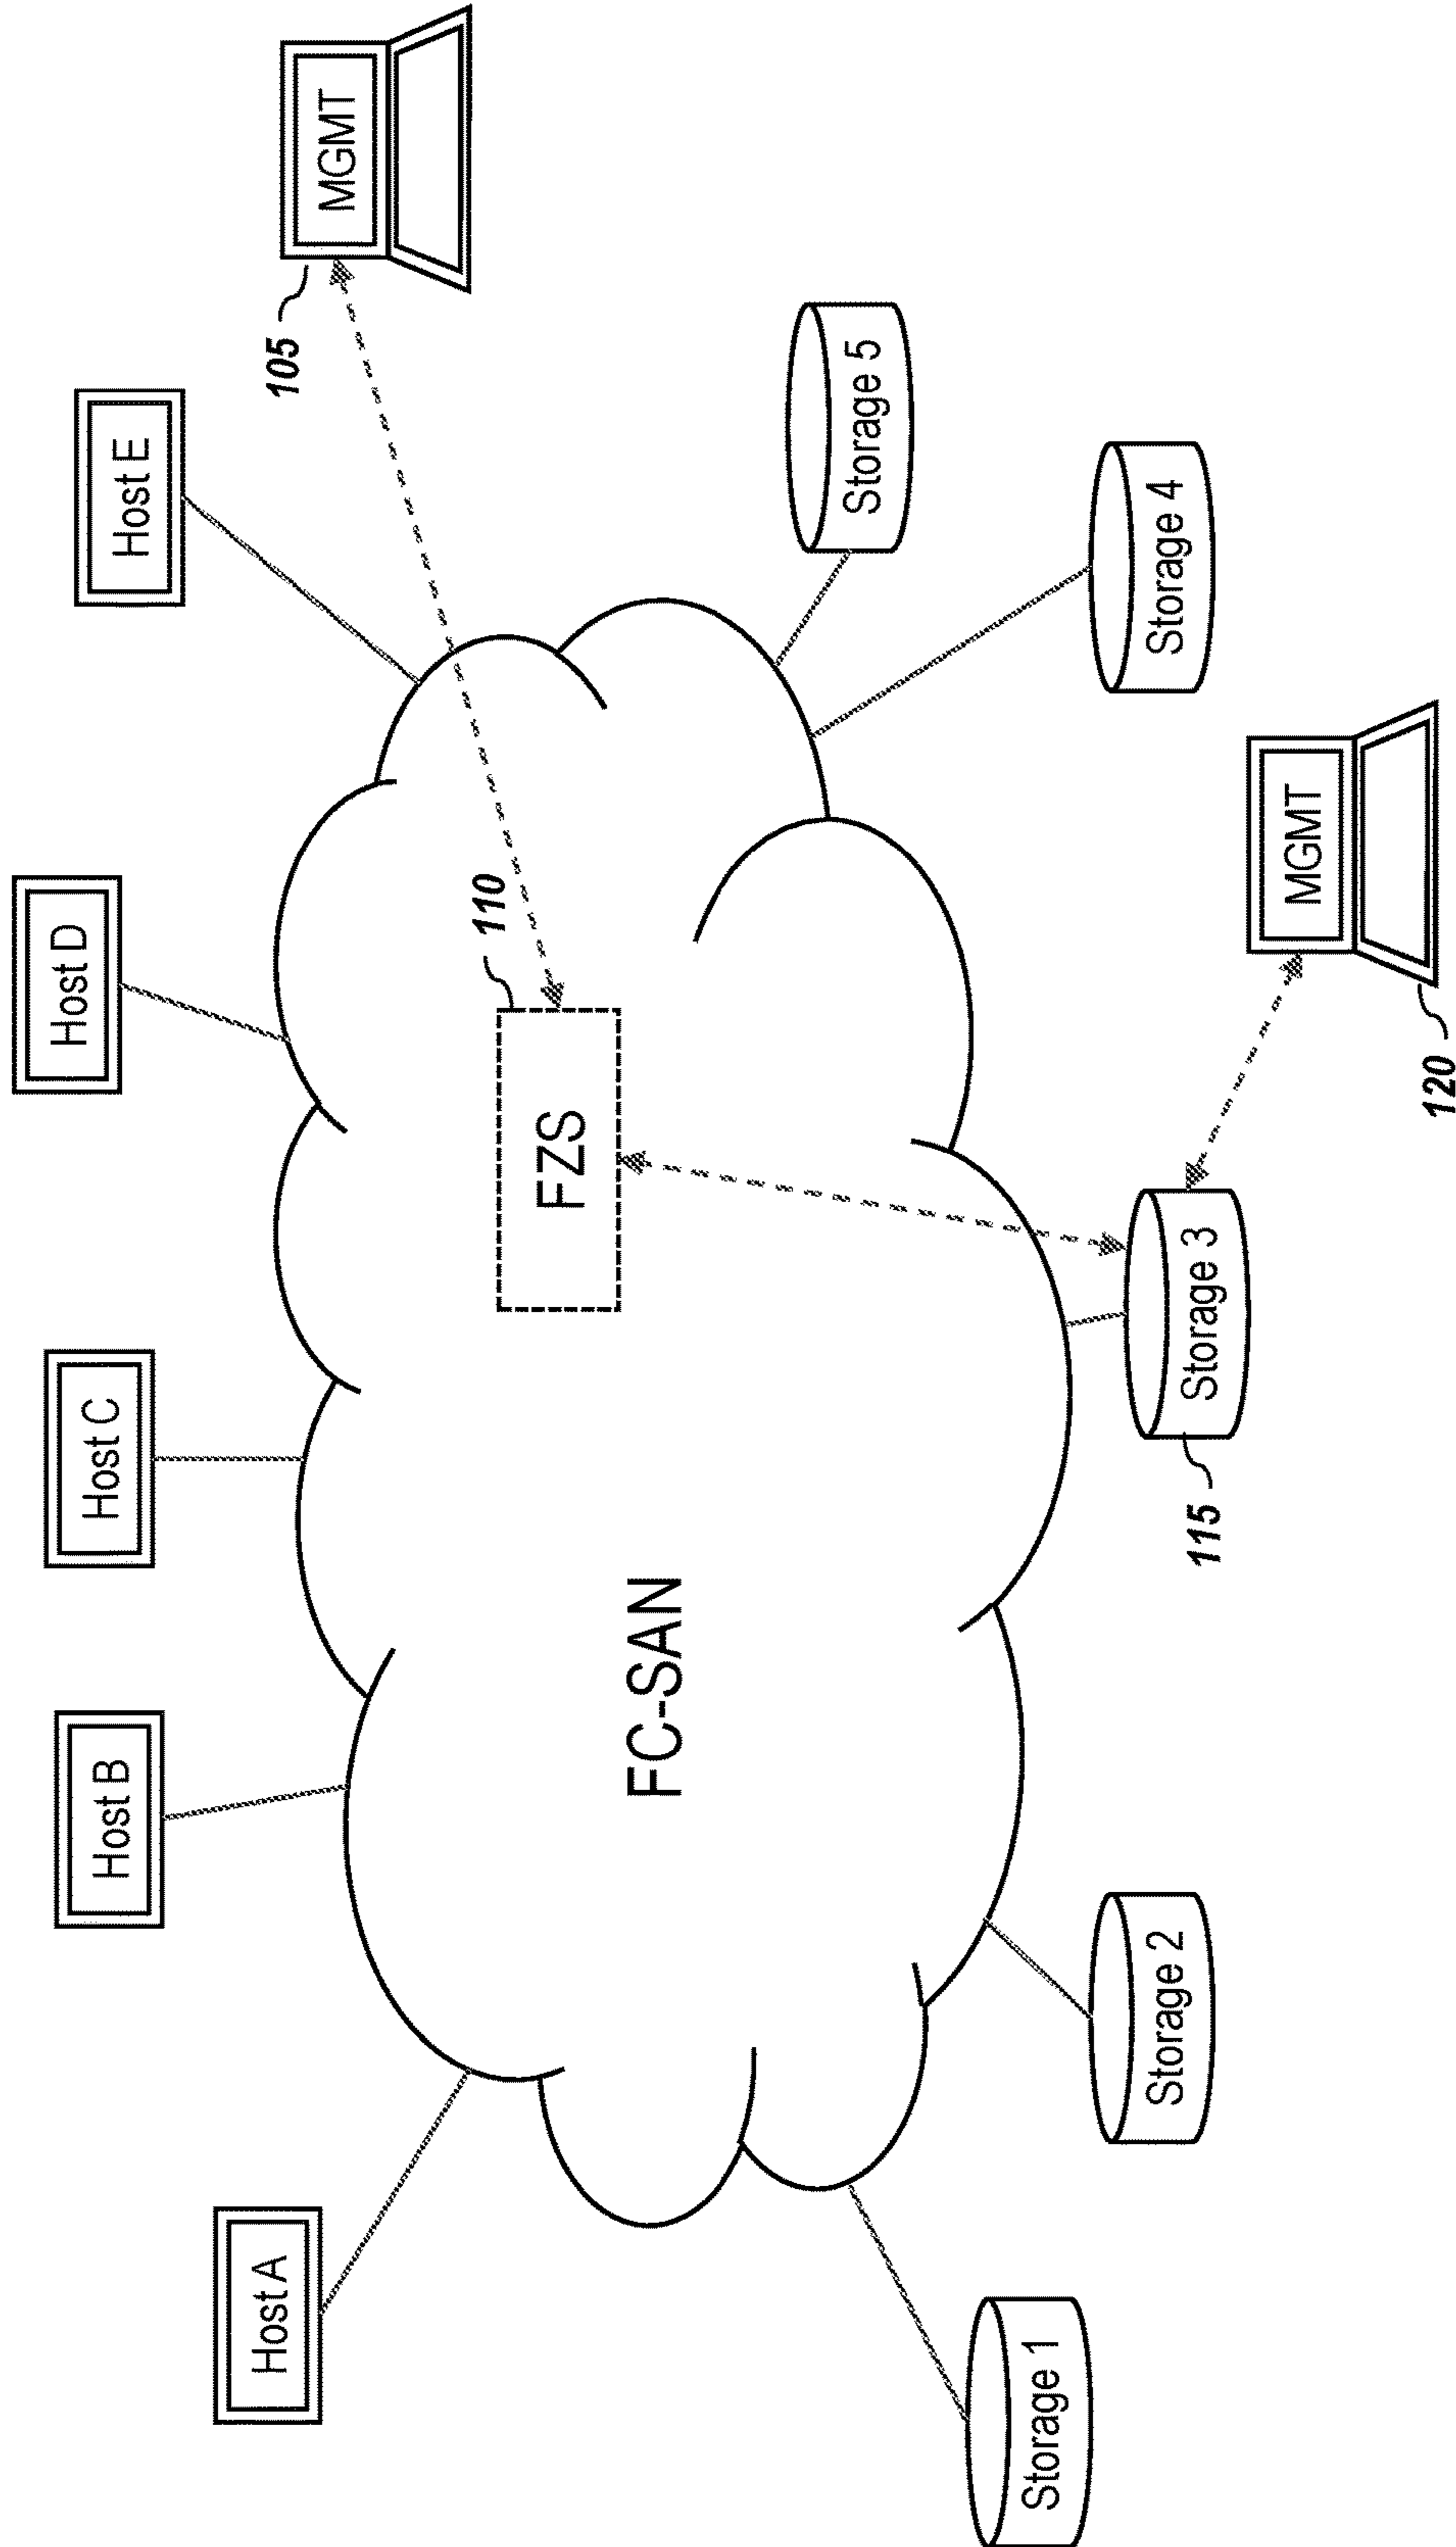 Host A
Host B
Host C
Host D
Host E
MGMT
105
110
FZS
FC-SAN
Storage 1
Storage 2
Storage 3
115
Storage 4
Storage 5
MGMT
120